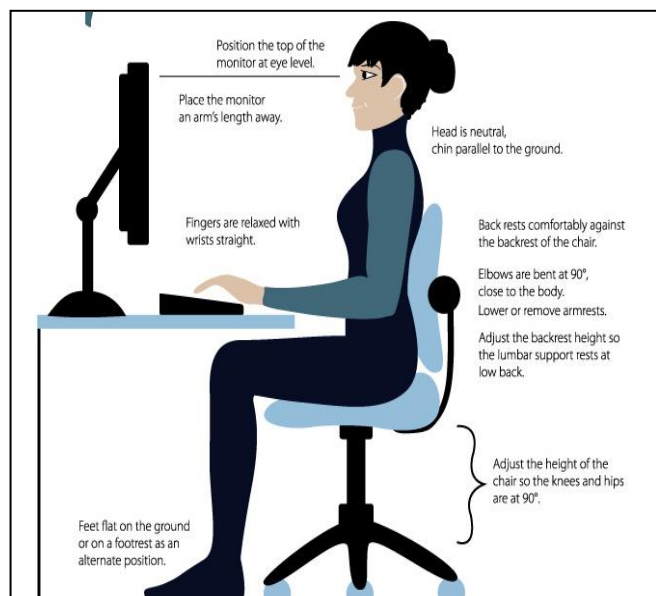 Position the top of the
monitor at eye level.
Place the monitor
an arm's length away.
Head is neutral,
chin parallel to the ground.
Fingers are relaxed with
wrists straight.
Back rests comfortably against
the backrest of the chair.
Elbows are bent at 90°,
close to the body.
Lower or remove armrests.
Adjust the backrest height so
the lumbar support rests at
low back.
Adjust the height of the
chair so the knees and hips
are at 90°.
Feet flat on the ground
or on a footrest as an
alternate position.